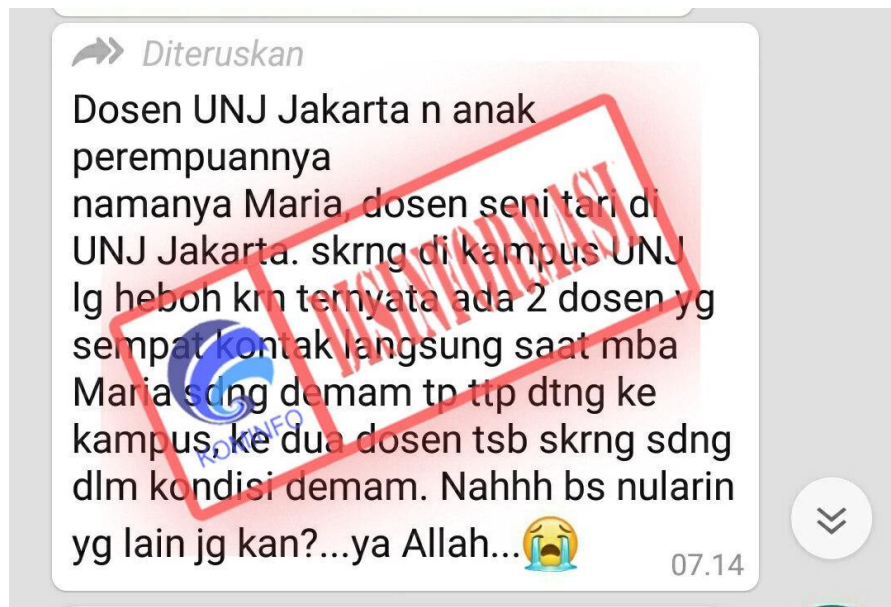 Diteruskan
Dosen UNJ Jakarta n anak
perempuannya
namanya Maria, dosen seni tari di
UNJ Jakarta. skrng di kampus UNJ
lg heboh krn ternyata ada 2 dosen yg
sempat kontak langsung saat mba
Maria sdng demam tp ttp dtng ke
kampus, ke dua dosen tsb skrng sdng
dlm kondisi demam. Nahhh bs nularin
yg lain jg kan?...ya Allah...😭
07.14
DISINFORMASI
KOMINFO